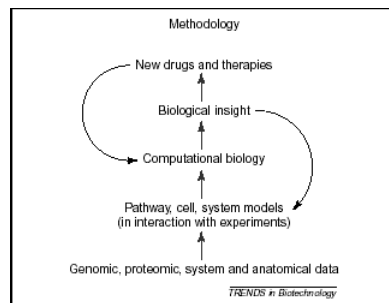 Methodology
New drugs and therapies
Biological insight
Computational biology
Pathway, cell, system models
(in interaction with experiments)
Genomic, proteomic, system and anatomical data
TRENDS in Biotechnology